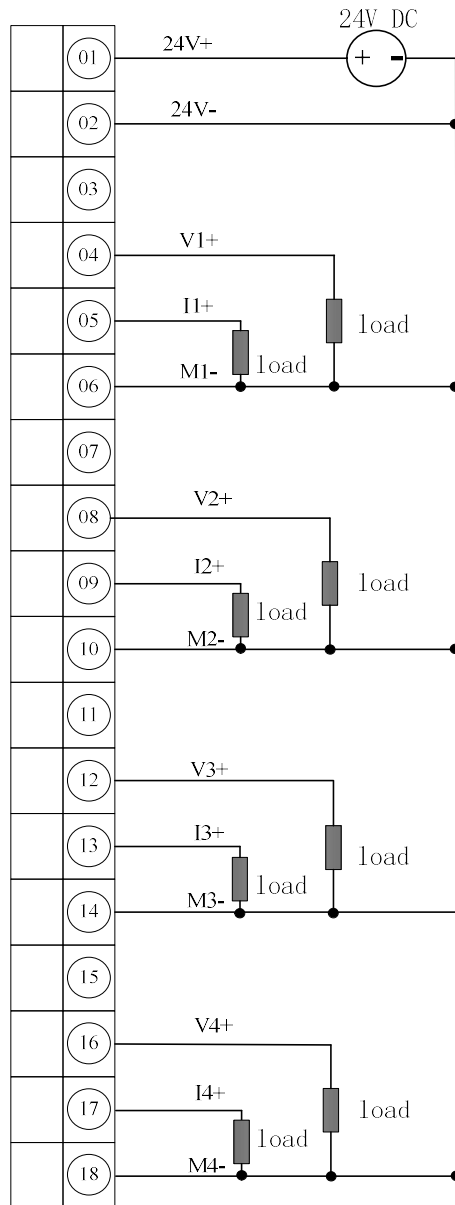 24V DC
01 24V+ + -
02 24V-
03
04 V1+
05 I1+ load
load
06 M1-
07
08 V2+
09 I2+ load
load
10 M2-
11
12 V3+
13 I3+ load
load
14 M3-
15
16 V4+
17 I4+ load
load
18 M4-